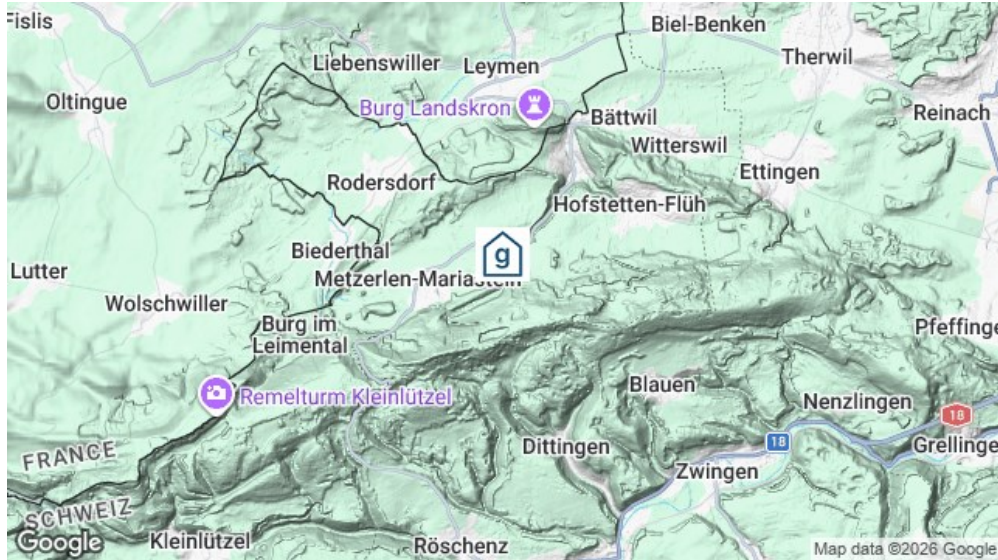 Fislis
Biel-Benken
Therwil
Liebenswiller
Leymen
Oltingue
Burg Landskron
Reinach
Bättwil
Witterswil
Ettingen
Rodersdorf
Hofstetten-Flüh
Biederthal
g
Lutter
Metzerlen-Mariastein
Wolschwiller
Burg im
Leimental
Pfeffinge
Remelturm Kleinlützel
Blauen
Nenzlingen
18
FRANCE
Dittingen
18
Grellinge
Zwingen
SCHWEIZ
Google
Kleinlützel
Röschenz
Map data ©2026 Google